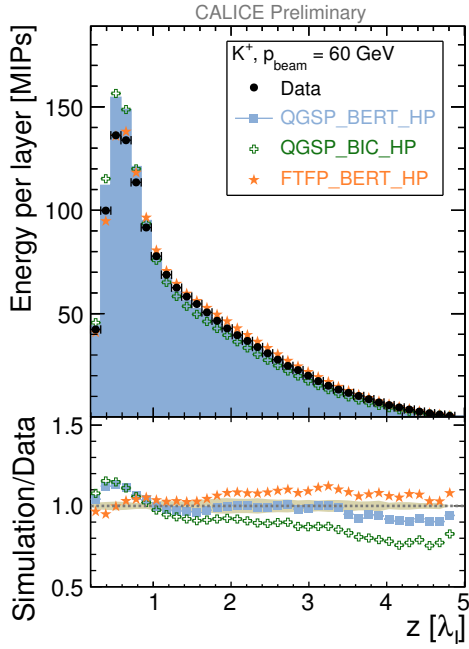 CALICE Preliminary
K⁺, p_beam = 60 GeV
Data
QGSP_BERT_HP
QGSP_BIC_HP
FTFP_BERT_HP
Energy per layer [MIPs]
150
100
50
Simulation/Data
1.5
1.0
0.5
1 2 3 4 5
z [λ_I]